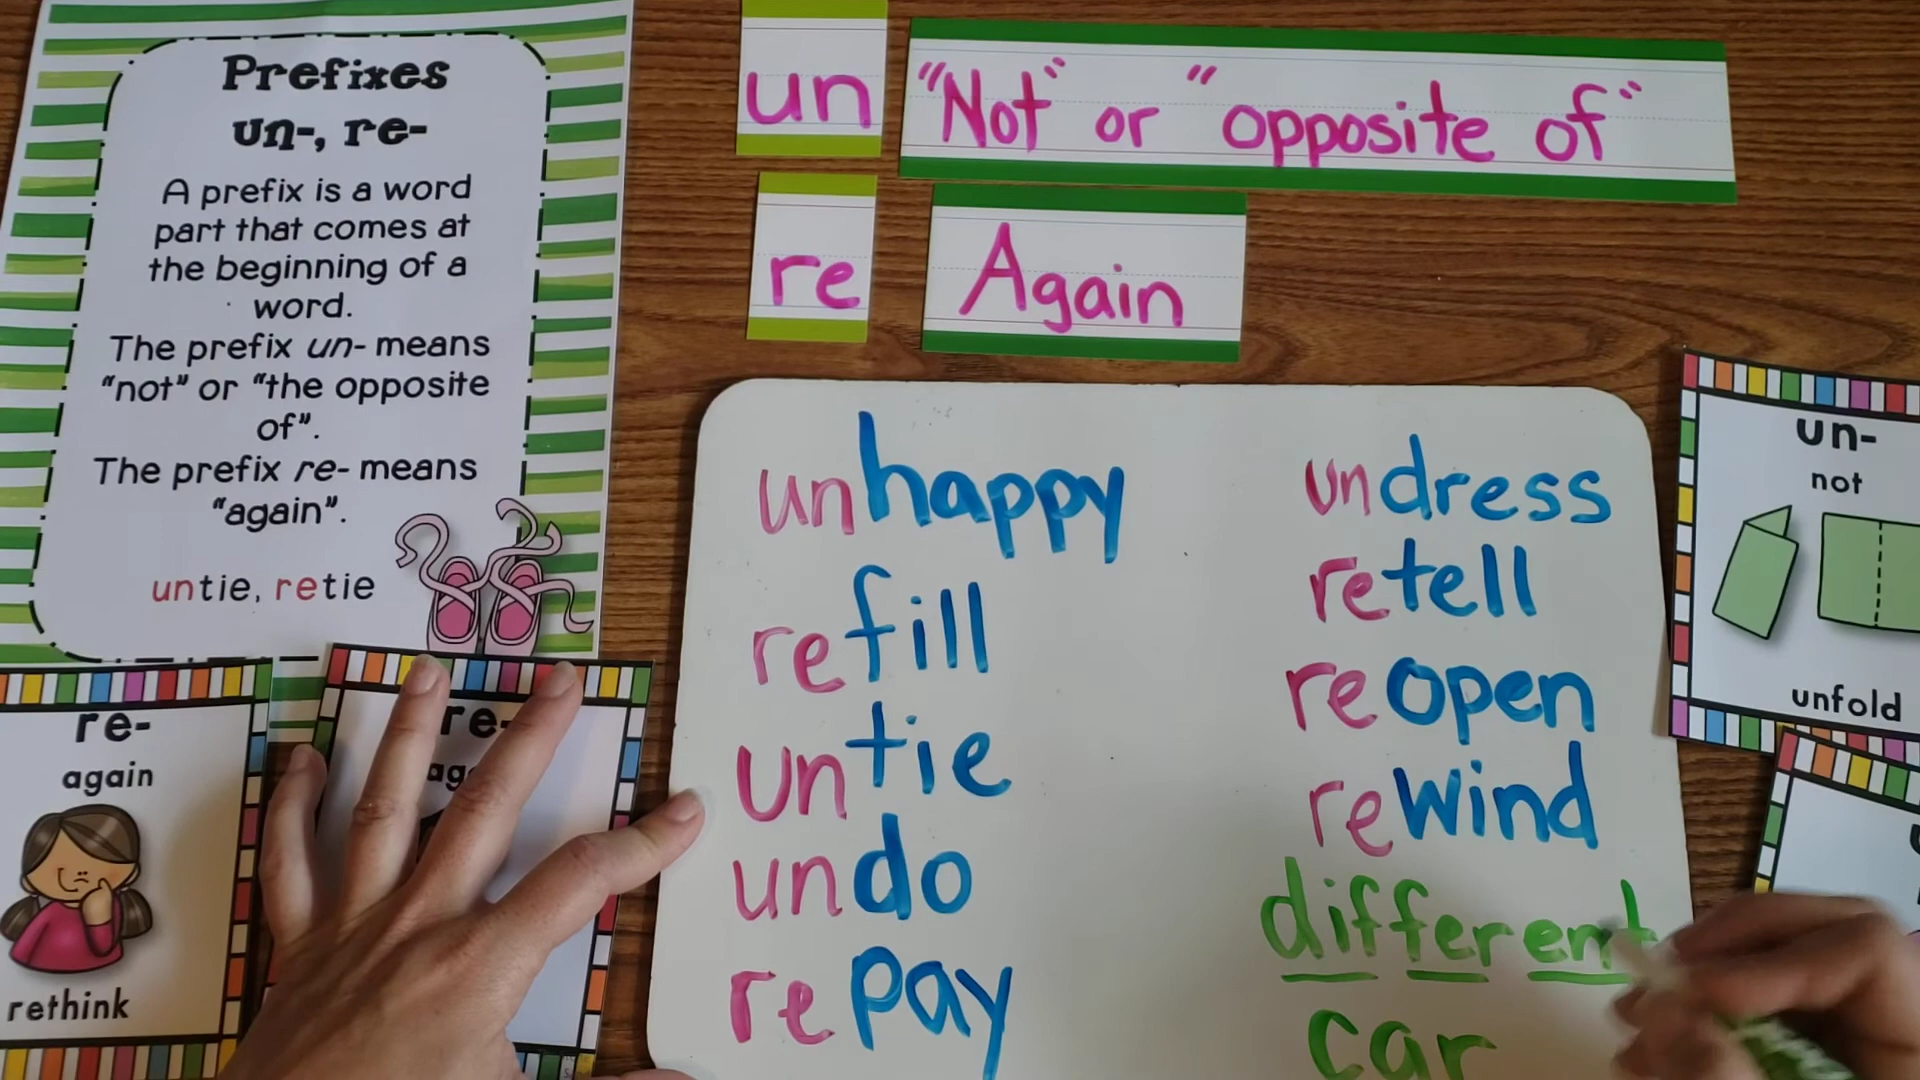 Prefixes
un-, re-
A prefix is a word
part that comes at
the beginning of a
word.
The prefix un- means
"not" or "the opposite
of".
The prefix re- means
"again".
untie, retie
un
"Not" or "opposite of"
re
Again
unhappy
refill
untie
undo
repay
undress
retell
reopen
rewind
different
car
re-
again
rethink
re-
un-
not
unfold